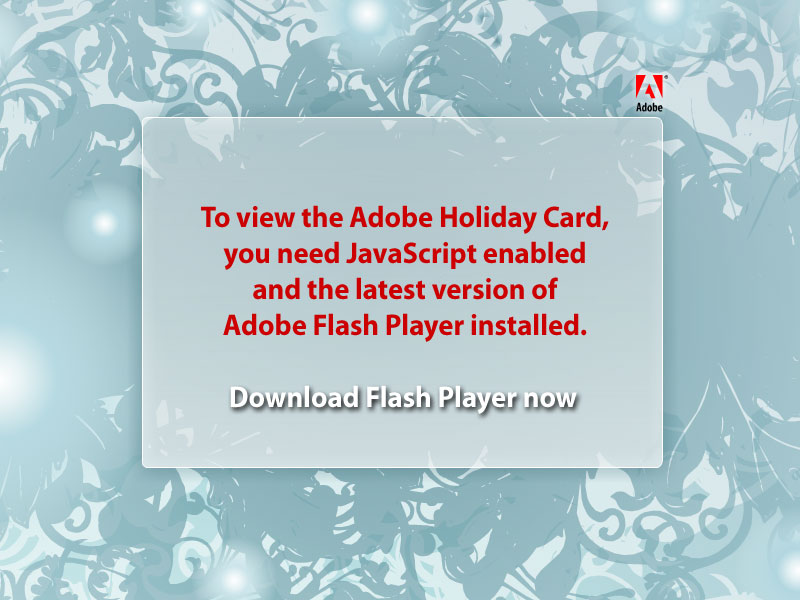 Adobe
To view the Adobe Holiday Card,
you need JavaScript enabled
and the latest version of
Adobe Flash Player installed.
Download Flash Player now